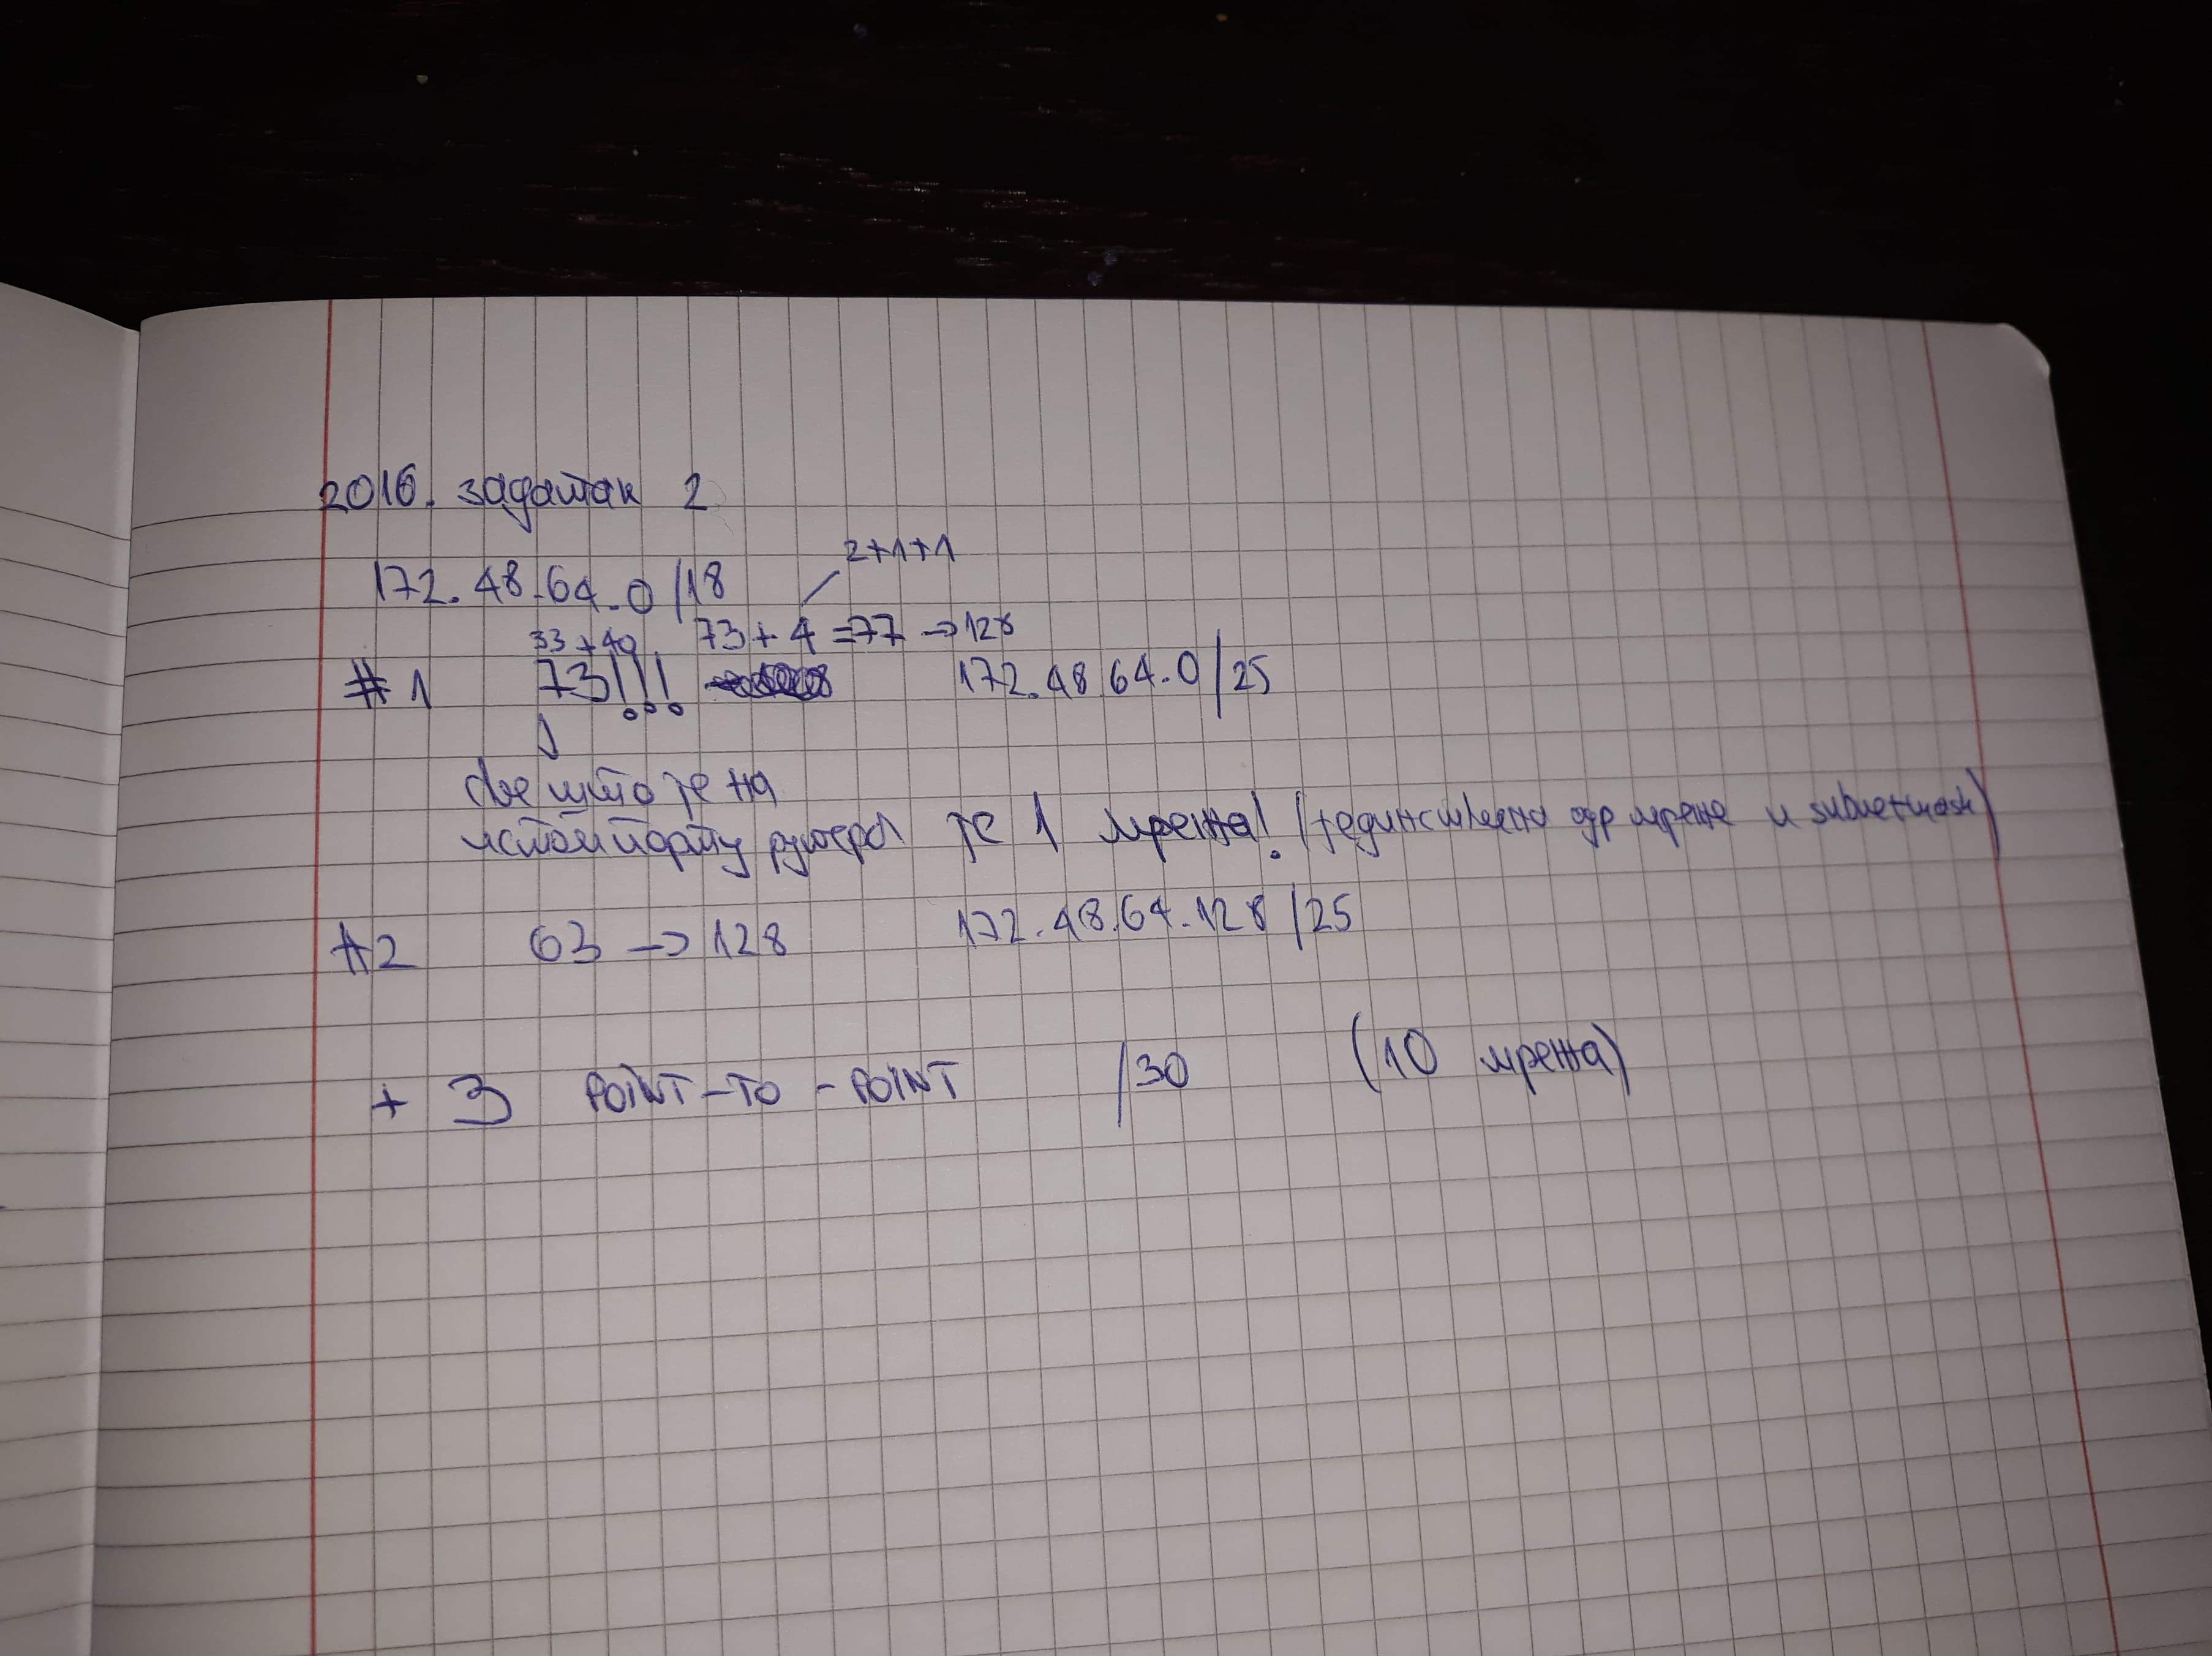 2016. задатак 2
2+1+1
172.48.64.0/18
33+40 73+4=77 → 128
#1 73!!! 172.48.64.0/25
све што је на
истом порту рутера је 1 мрежа! (јединствена адр мреже и subnetmask)
#2 63 → 128 172.48.64.128/25
+ 3 POINT-TO-POINT /30 (10 мрежа)